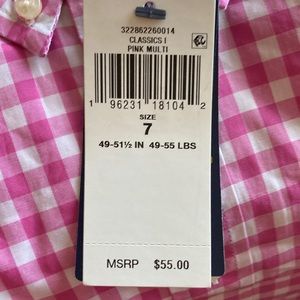 322862260014
CLASSICS I
PINK MULTI
1 96231 18104 2
SIZE
7
49-51½ IN 49-55 LBS
MSRP $55.00